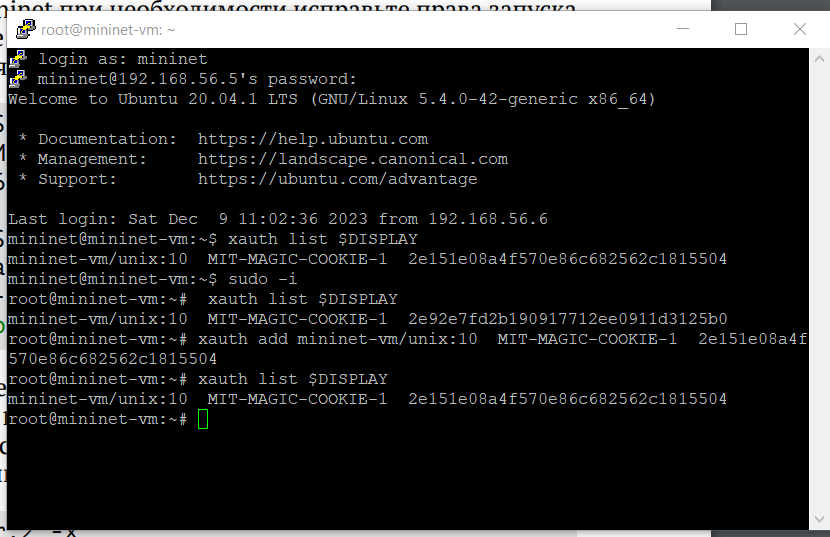 ininet при необходимости исправьте права запуска
root@mininet-vm: ~
login as: mininet
mininet@192.168.56.5's password:
Welcome to Ubuntu 20.04.1 LTS (GNU/Linux 5.4.0-42-generic x86_64)
* Documentation:  https://help.ubuntu.com
* Management:     https://landscape.canonical.com
* Support:        https://ubuntu.com/advantage
Last login: Sat Dec  9 11:02:36 2023 from 192.168.56.6
mininet@mininet-vm:~$ xauth list $DISPLAY
mininet-vm/unix:10  MIT-MAGIC-COOKIE-1  2e151e08a4f570e86c682562c1815504
mininet@mininet-vm:~$ sudo -i
root@mininet-vm:~#  xauth list $DISPLAY
mininet-vm/unix:10  MIT-MAGIC-COOKIE-1  2e92e7fd2b190917712ee0911d3125b0
root@mininet-vm:~# xauth add mininet-vm/unix:10  MIT-MAGIC-COOKIE-1  2e151e08a4f
570e86c682562c1815504
root@mininet-vm:~# xauth list $DISPLAY
mininet-vm/unix:10  MIT-MAGIC-COOKIE-1  2e151e08a4f570e86c682562c1815504
root@mininet-vm:~#